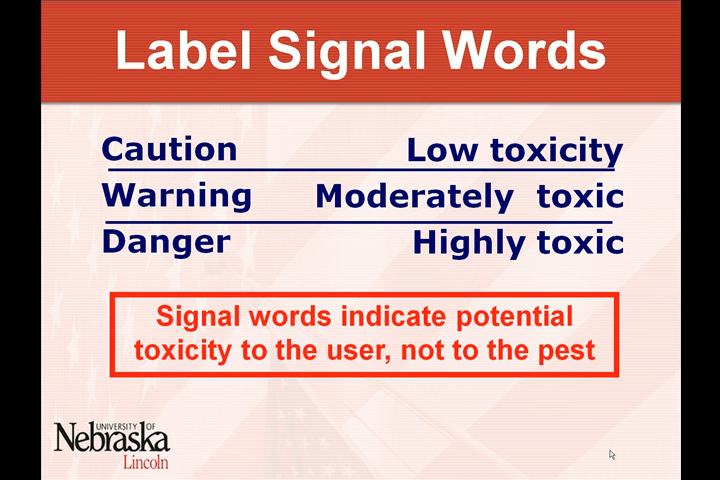 Label Signal Words
Caution Low toxicity
Warning Moderately toxic
Danger Highly toxic
Signal words indicate potential
toxicity to the user, not to the pest
UNIVERSITY OF
Nebraska
Lincoln